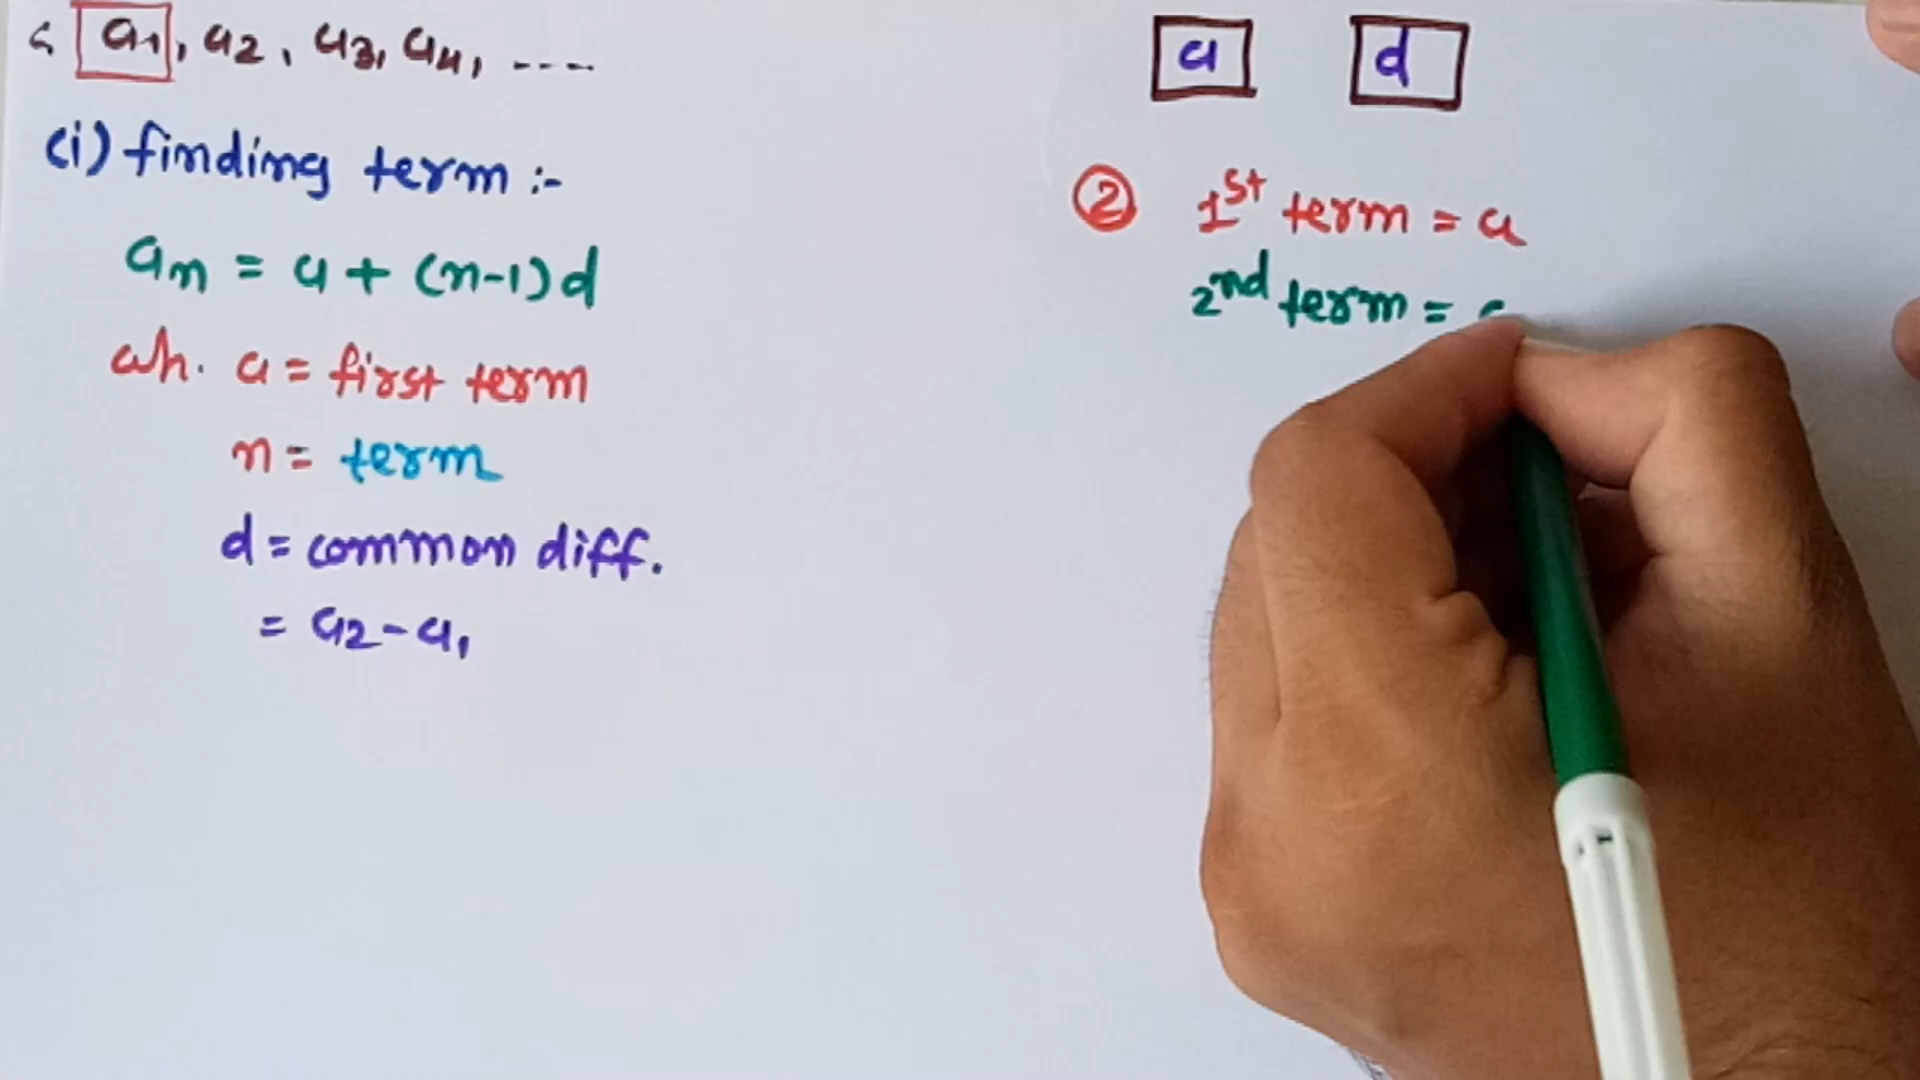 a1, a2, a3, a4, ----
(i) finding term :-
an = a + (n-1)d
wh. a = first term
n = term
d = common diff.
= a2 - a1
a d
② 1st term = a
2nd term =